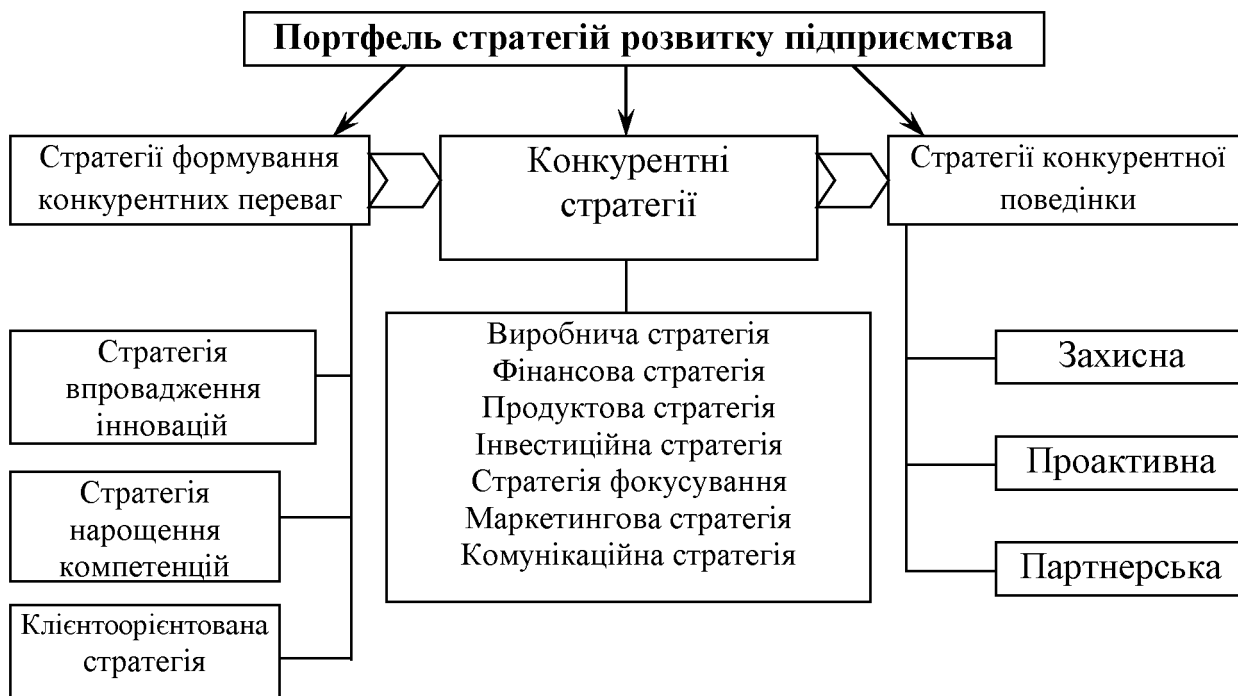 Портфель стратегій розвитку підприємства
Стратегії формування
конкурентних переваг
Конкурентні
стратегії
Стратегії конкурентної
поведінки
Стратегія
впровадження
інновацій
Стратегія
нарощення
компетенцій
Клієнтоорієнтована
стратегія
Виробнича стратегія
Фінансова стратегія
Продуктова стратегія
Інвестиційна стратегія
Стратегія фокусування
Маркетингова стратегія
Комунікаційна стратегія
Захисна
Проактивна
Партнерська